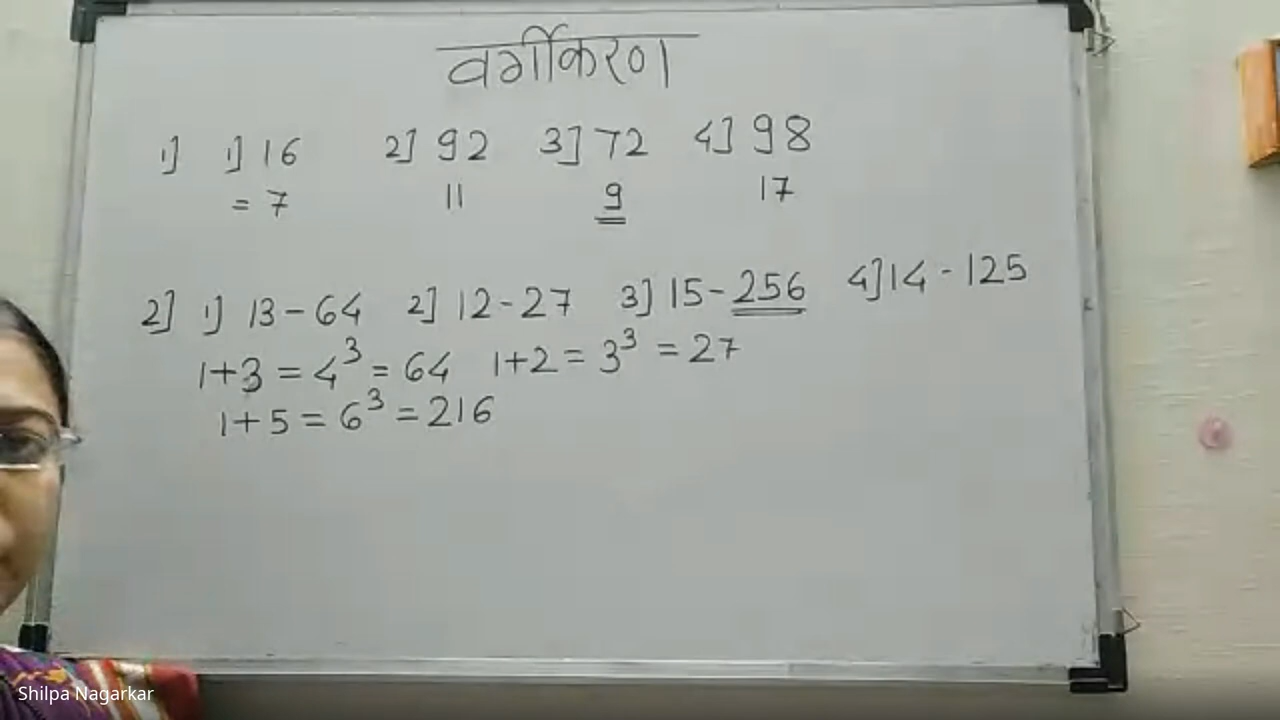 वर्गीकरण
1] 1] 16 2] 92 3] 72 4] 98
= 7 11 9 17
2] 1] 13-64 2] 12-27 3] 15-256 4] 14-125
1+3 = 4³ = 64 1+2 = 3³ = 27
1+5 = 6³ = 216
Shilpa Nagarkar